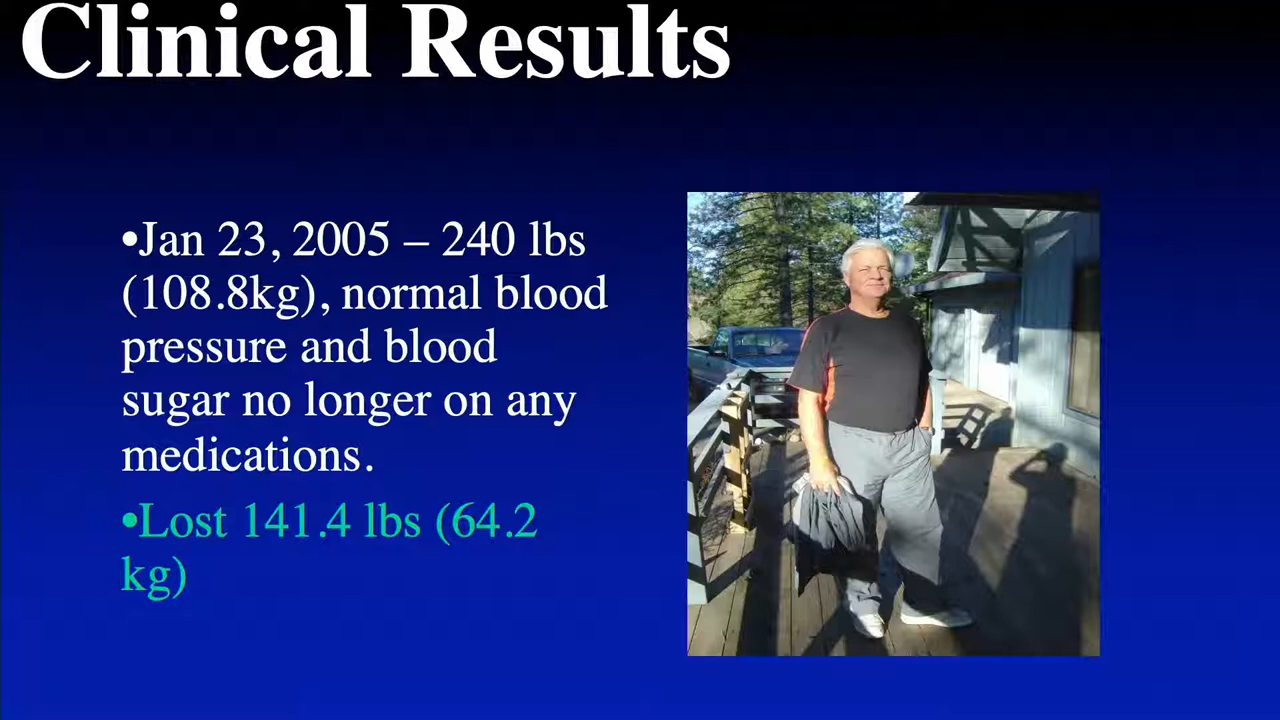 Clinical Results
•Jan 23, 2005 – 240 lbs
(108.8kg), normal blood
pressure and blood
sugar no longer on any
medications.
•Lost 141.4 lbs (64.2
kg)